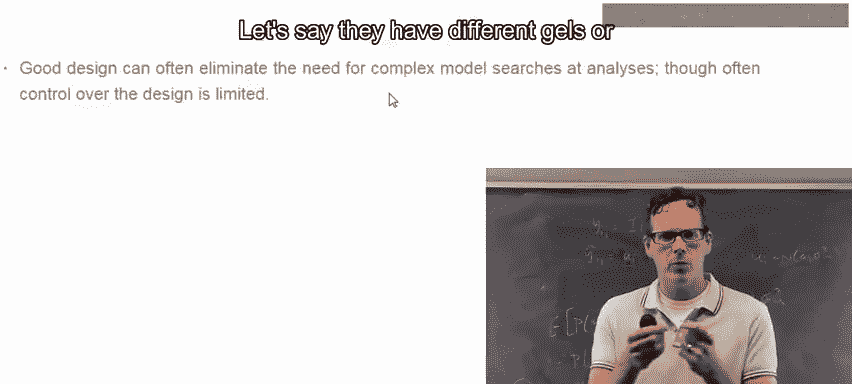 Let's say they have different gels or
· Good design can often eliminate the need for complex model searches at analyses; though often
control over the design is limited.